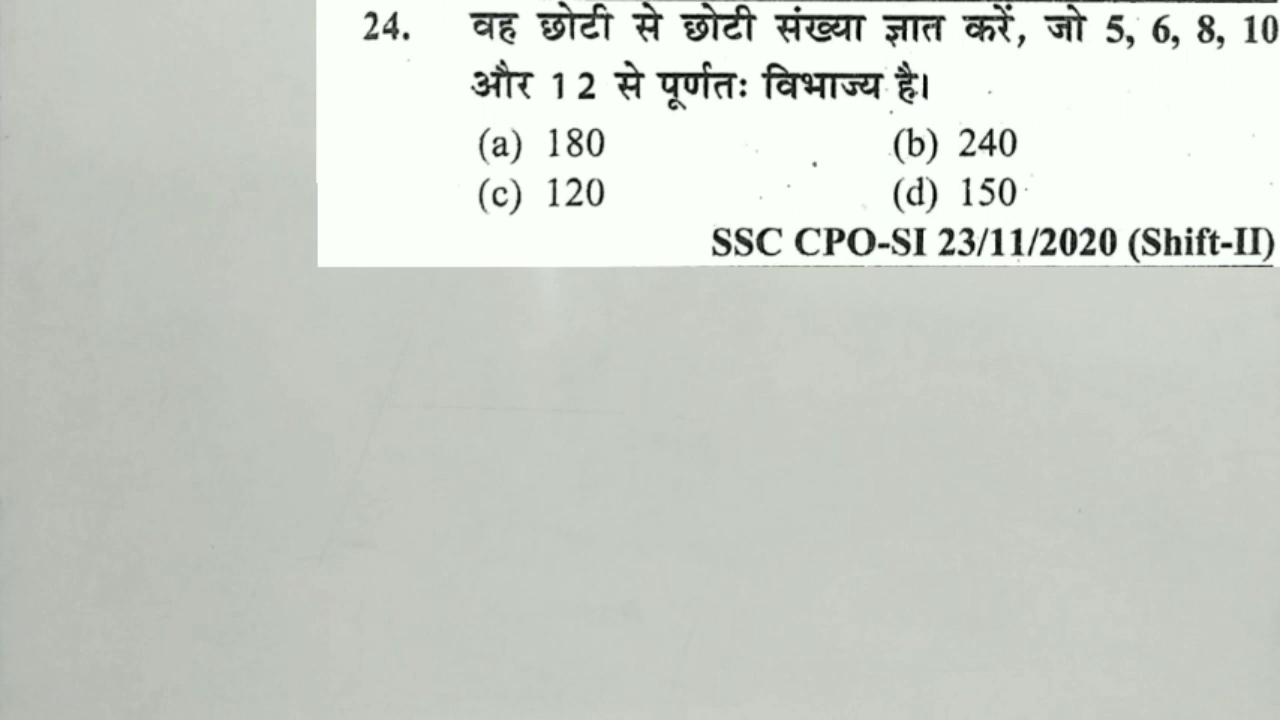 24. वह छोटी से छोटी संख्या ज्ञात करें, जो 5, 6, 8, 10
और 12 से पूर्णतः विभाज्य है।
(a) 180 (b) 240
(c) 120 (d) 150
SSC CPO-SI 23/11/2020 (Shift-II)